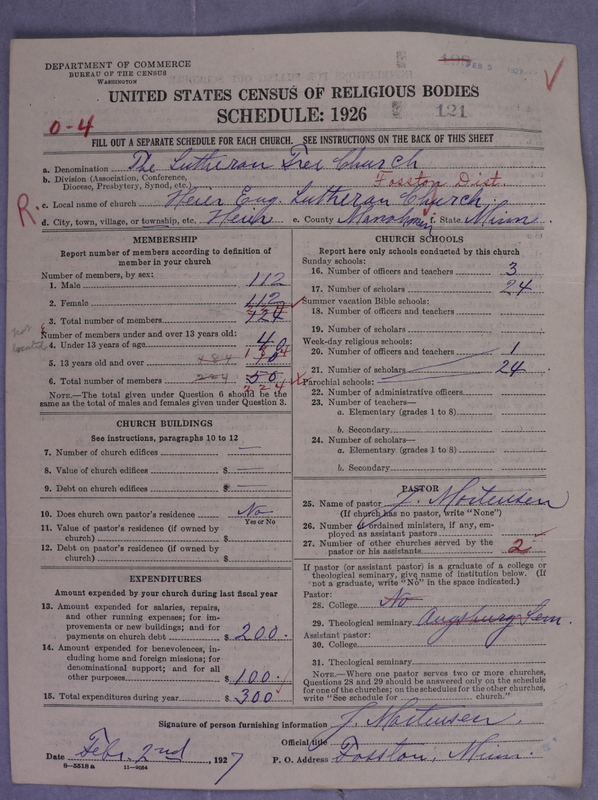 DEPARTMENT OF COMMERCE
BUREAU OF THE CENSUS
WASHINGTON
FEB 5
UNITED STATES CENSUS OF RELIGIOUS BODIES
SCHEDULE: 1926
121
0-4
FILL OUT A SEPARATE SCHEDULE FOR EACH CHURCH. SEE INSTRUCTIONS ON THE BACK OF THIS SHEET
a. Denomination The Lutheran Free Church
b. Division (Association, Conference, Diocese, Presbytery, Synod, etc.) Fosston Dist.
R. c. Local name of church Heier Eng. Lutheran Church
d. City, town, village, or township, etc. Heier e. County Mahnomen f. State Minn.
MEMBERSHIP
Report number of members according to definition of
member in your church
Number of members, by sex:
1. Male 112
2. Female 112
3. Total number of members 224
Number of members under and over 13 years old:
4. Under 13 years of age 40
5. 13 years old and over 184
6. Total number of members 50 224
NOTE.—The total given under Question 6 should be the
same as the total of males and females given under Question 3.
CHURCH BUILDINGS
See instructions, paragraphs 10 to 12
7. Number of church edifices —
8. Value of church edifices $ —
9. Debt on church edifices $ —
10. Does church own pastor's residence No
Yes or No
11. Value of pastor's residence (if owned by
church) $
12. Debt on pastor's residence (if owned by
church) $
EXPENDITURES
Amount expended by your church during last fiscal year
13. Amount expended for salaries, repairs,
and other running expenses; for im-
provements or new buildings; and for
payments on church debt $ 200.
14. Amount expended for benevolences, in-
cluding home and foreign missions; for
denominational support; and for all
other purposes $ 100.
15. Total expenditures during year $ 300
CHURCH SCHOOLS
Report here only schools conducted by this church
Sunday schools:
16. Number of officers and teachers 3
17. Number of scholars 24
Summer vacation Bible schools:
18. Number of officers and teachers
19. Number of scholars
Week-day religious schools:
20. Number of officers and teachers 1
21. Number of scholars 24
Parochial schools:
22. Number of administrative officers
23. Number of teachers—
a. Elementary (grades 1 to 8)
b. Secondary
24. Number of scholars—
a. Elementary (grades 1 to 8)
b. Secondary
PASTOR
25. Name of pastor J. Mortensen
(If church has no pastor, write "None")
26. Number of ordained ministers, if any, em-
ployed as assistant pastors
27. Number of other churches served by the
pastor or his assistants 2
If pastor (or assistant pastor) is a graduate of a college or
theological seminary, give name of institution below. (If
not a graduate, write "No" in the space indicated.)
Pastor:
28. College No
29. Theological seminary Augsburg Sem.
Assistant pastor:
30. College
31. Theological seminary
NOTE.—Where one pastor serves two or more churches,
Questions 28 and 29 should be answered only on the schedule
for one of the churches; on the schedules for the other churches,
write "See schedule for ______ church."
Signature of person furnishing information J. Mortensen.
Official title
Date Febr. 2nd, 1927 P. O. Address Fosston, Minn.
8—5518 a 11—9054